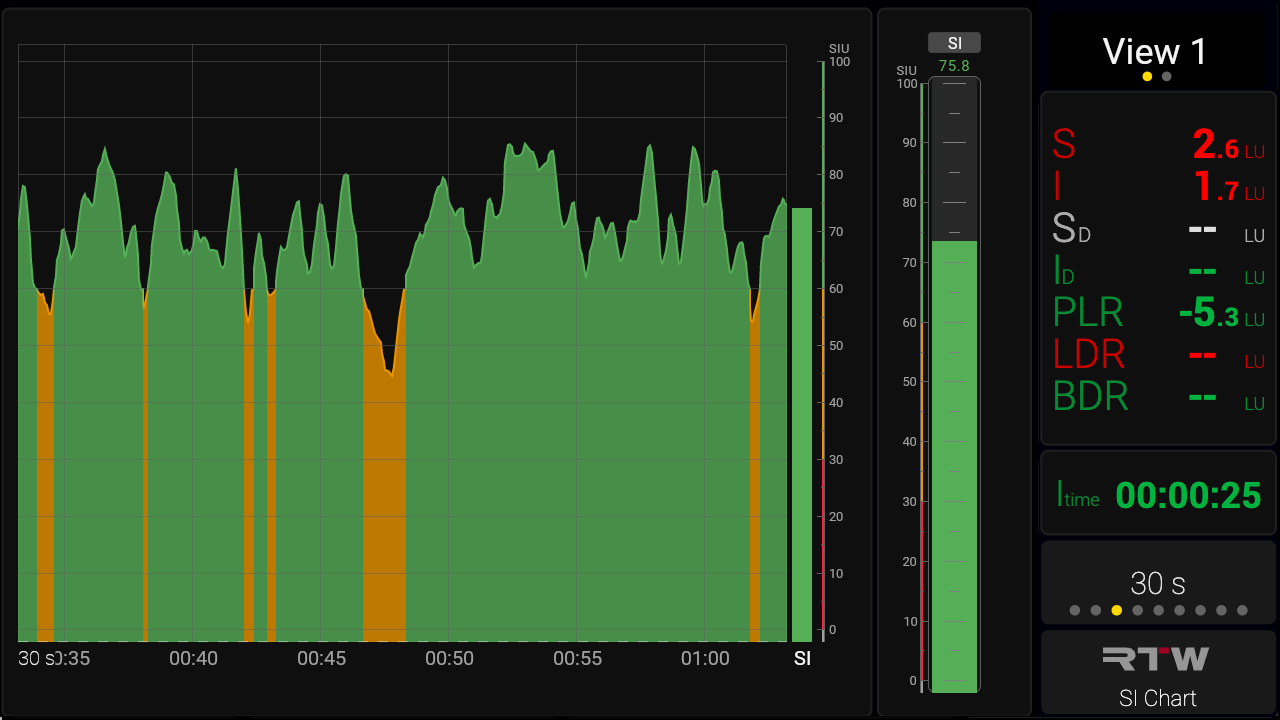 SIU
100
90
80
70
60
50
40
30
20
10
0
30 s
:35
00:40
00:45
00:50
00:55
01:00
SI
SI
75.8
SIU
100
90
80
70
60
50
40
30
20
10
0
View 1
S 2.6 LU
I 1.7 LU
SD -- LU
ID -- LU
PLR -5.3 LU
LDR -- LU
BDR -- LU
Itime 00:00:25
30 s
RTW
SI Chart